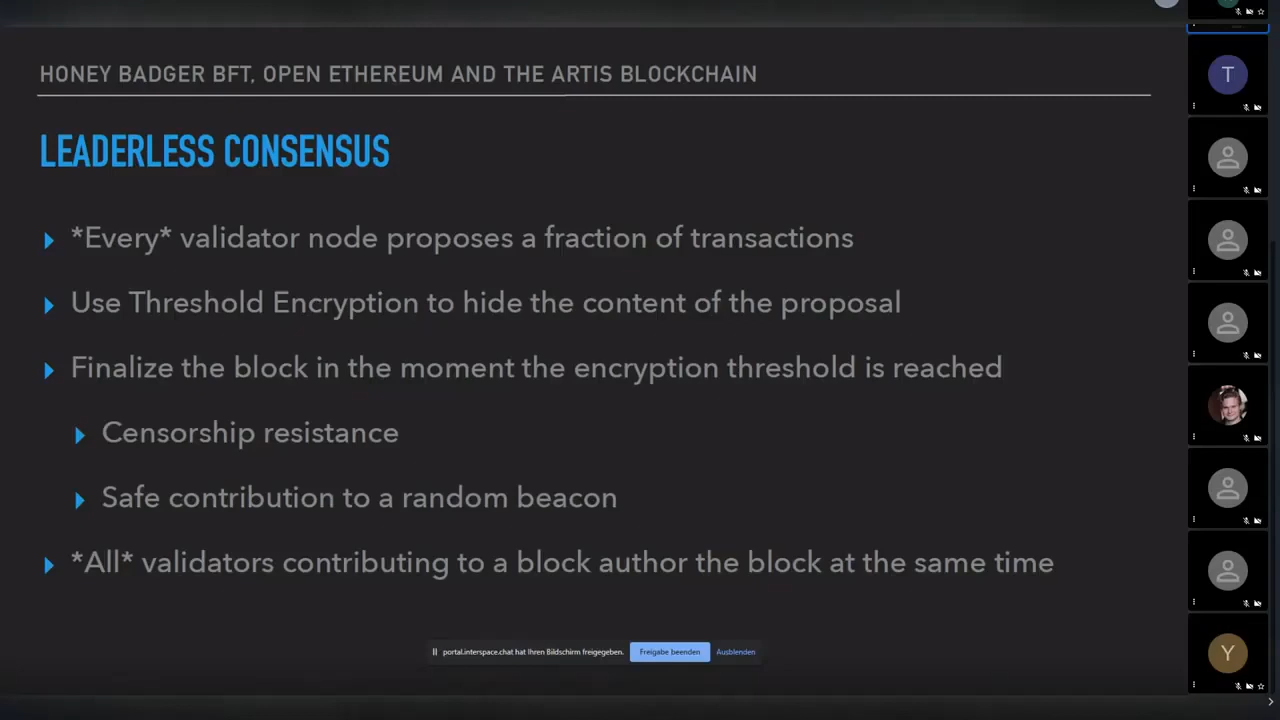 HONEY BADGER BFT, OPEN ETHEREUM AND THE ARTIS BLOCKCHAIN
LEADERLESS CONSENSUS
*Every* validator node proposes a fraction of transactions
Use Threshold Encryption to hide the content of the proposal
Finalize the block in the moment the encryption threshold is reached
Censorship resistance
Safe contribution to a random beacon
*All* validators contributing to a block author the block at the same time
portal.interspace.chat hat Ihren Bildschirm freigegeben.
Freigabe beenden
Ausblenden
T
Y